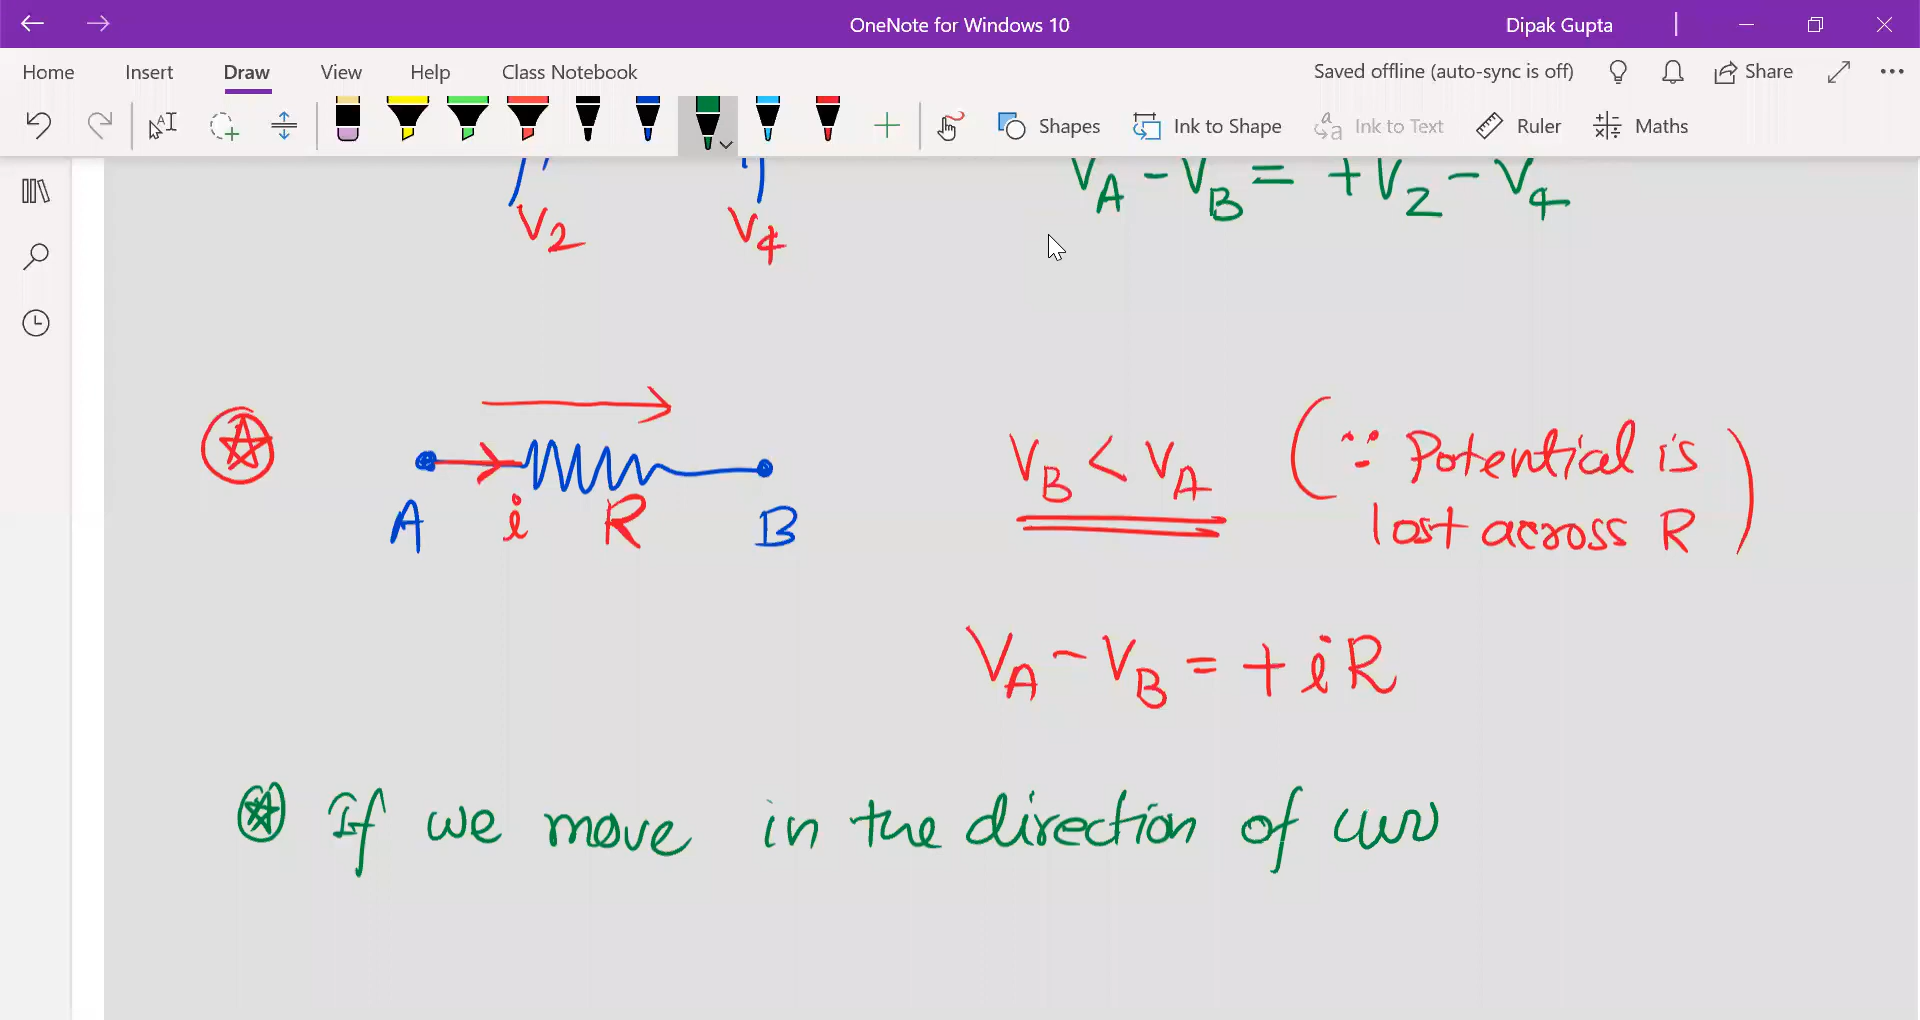 OneNote for Windows 10
Dipak Gupta
Home Insert Draw View Help Class Notebook
Saved offline (auto-sync is off) Share
Shapes Ink to Shape Ink to Text Ruler Maths
V2 V4
VA - VB = + V2 - V4
A i R B
VB < VA
(∵ Potential is
lost across R)
VA - VB = + iR
If we move in the direction of curr